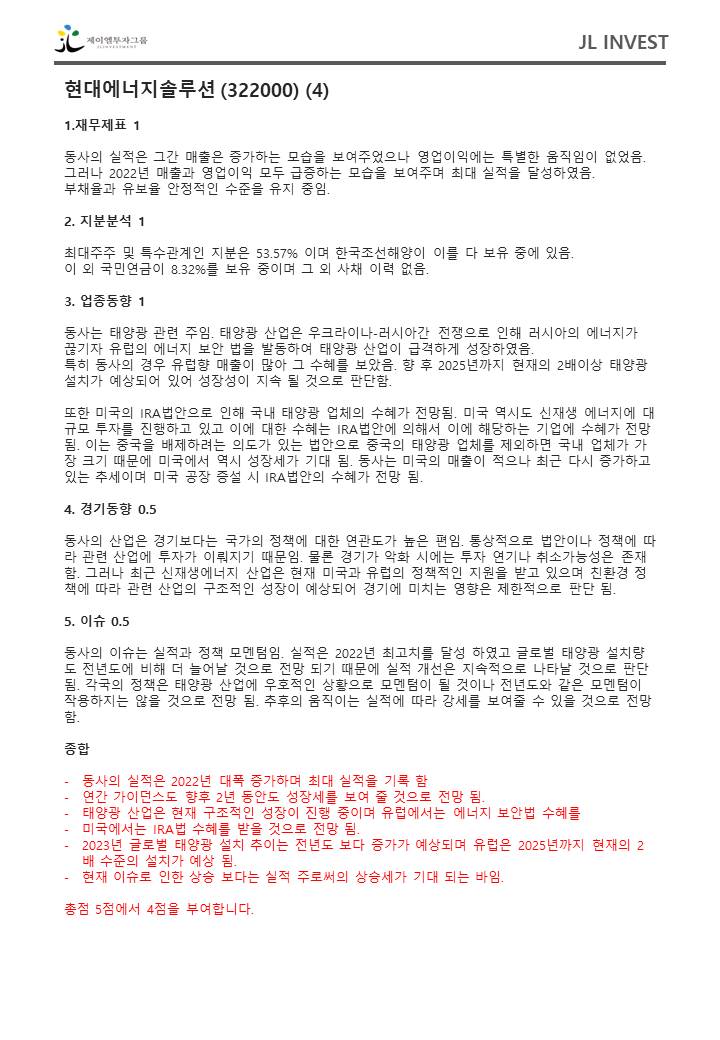 제이엘투자그룹
JL INVESTMENT
JL INVEST
현대에너지솔루션 (322000) (4)
1.재무제표 1
동사의 실적은 그간 매출은 증가하는 모습을 보여주었으나 영업이익에는 특별한 움직임이 없었음.
그러나 2022년 매출과 영업이익 모두 급증하는 모습을 보여주며 최대 실적을 달성하였음.
부채율과 유보율 안정적인 수준을 유지 중임.
2. 지분분석 1
최대주주 및 특수관계인 지분은 53.57% 이며 한국조선해양이 이를 다 보유 중에 있음.
이 외 국민연금이 8.32%를 보유 중이며 그 외 사채 이력 없음.
3. 업종동향 1
동사는 태양광 관련 주임. 태양광 산업은 우크라이나-러시아간 전쟁으로 인해 러시아의 에너지가
끊기자 유럽의 에너지 보안 법을 발동하여 태양광 산업이 급격하게 성장하였음.
특히 동사의 경우 유럽향 매출이 많아 그 수혜를 보았음. 향 후 2025년까지 현재의 2배이상 태양광
설치가 예상되어 있어 성장성이 지속 될 것으로 판단함.
또한 미국의 IRA법안으로 인해 국내 태양광 업체의 수혜가 전망됨. 미국 역시도 신재생 에너지에 대
규모 투자를 진행하고 있고 이에 대한 수혜는 IRA법안에 의해서 이에 해당하는 기업에 수혜가 전망
됨. 이는 중국을 배제하려는 의도가 있는 법안으로 중국의 태양광 업체를 제외하면 국내 업체가 가
장 크기 때문에 미국에서 역시 성장세가 기대 됨. 동사는 미국의 매출이 적으나 최근 다시 증가하고
있는 추세이며 미국 공장 증설 시 IRA법안의 수혜가 전망 됨.
4. 경기동향 0.5
동사의 산업은 경기보다는 국가의 정책에 대한 연관도가 높은 편임. 통상적으로 법안이나 정책에 따
라 관련 산업에 투자가 이뤄지기 때문임. 물론 경기가 악화 시에는 투자 연기나 취소가능성은 존재
함. 그러나 최근 신재생에너지 산업은 현재 미국과 유럽의 정책적인 지원을 받고 있으며 친환경 정
책에 따라 관련 산업의 구조적인 성장이 예상되어 경기에 미치는 영향은 제한적으로 판단 됨.
5. 이슈 0.5
동사의 이슈는 실적과 정책 모멘텀임. 실적은 2022년 최고치를 달성 하였고 글로벌 태양광 설치량
도 전년도에 비해 더 늘어날 것으로 전망 되기 때문에 실적 개선은 지속적으로 나타날 것으로 판단
됨. 각국의 정책은 태양광 산업에 우호적인 상황으로 모멘텀이 될 것이나 전년도와 같은 모멘텀이
작용하지는 않을 것으로 전망 됨. 추후의 움직이는 실적에 따라 강세를 보여줄 수 있을 것으로 전망
함.
종합
- 동사의 실적은 2022년 대폭 증가하며 최대 실적을 기록 함
- 연간 가이던스도 향후 2년 동안도 성장세를 보여 줄 것으로 전망 됨.
- 태양광 산업은 현재 구조적인 성장이 진행 중이며 유럽에서는 에너지 보안법 수혜를
- 미국에서는 IRA법 수혜를 받을 것으로 전망 됨.
- 2023년 글로벌 태양광 설치 추이는 전년도 보다 증가가 예상되며 유럽은 2025년까지 현재의 2
배 수준의 설치가 예상 됨.
- 현재 이슈로 인한 상승 보다는 실적 주로써의 상승세가 기대 되는 바임.
총점 5점에서 4점을 부여합니다.